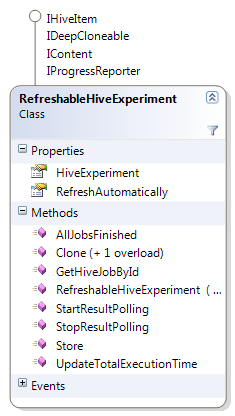 IHiveItem
IDeepCloneable
IContent
IProgressReporter
RefreshableHiveExperiment
Class
Properties
HiveExperiment
RefreshAutomatically
Methods
AllJobsFinished
Clone (+ 1 overload)
GetHiveJobById
RefreshableHiveExperiment ( ...
StartResultPolling
StopResultPolling
Store
UpdateTotalExecutionTime
Events